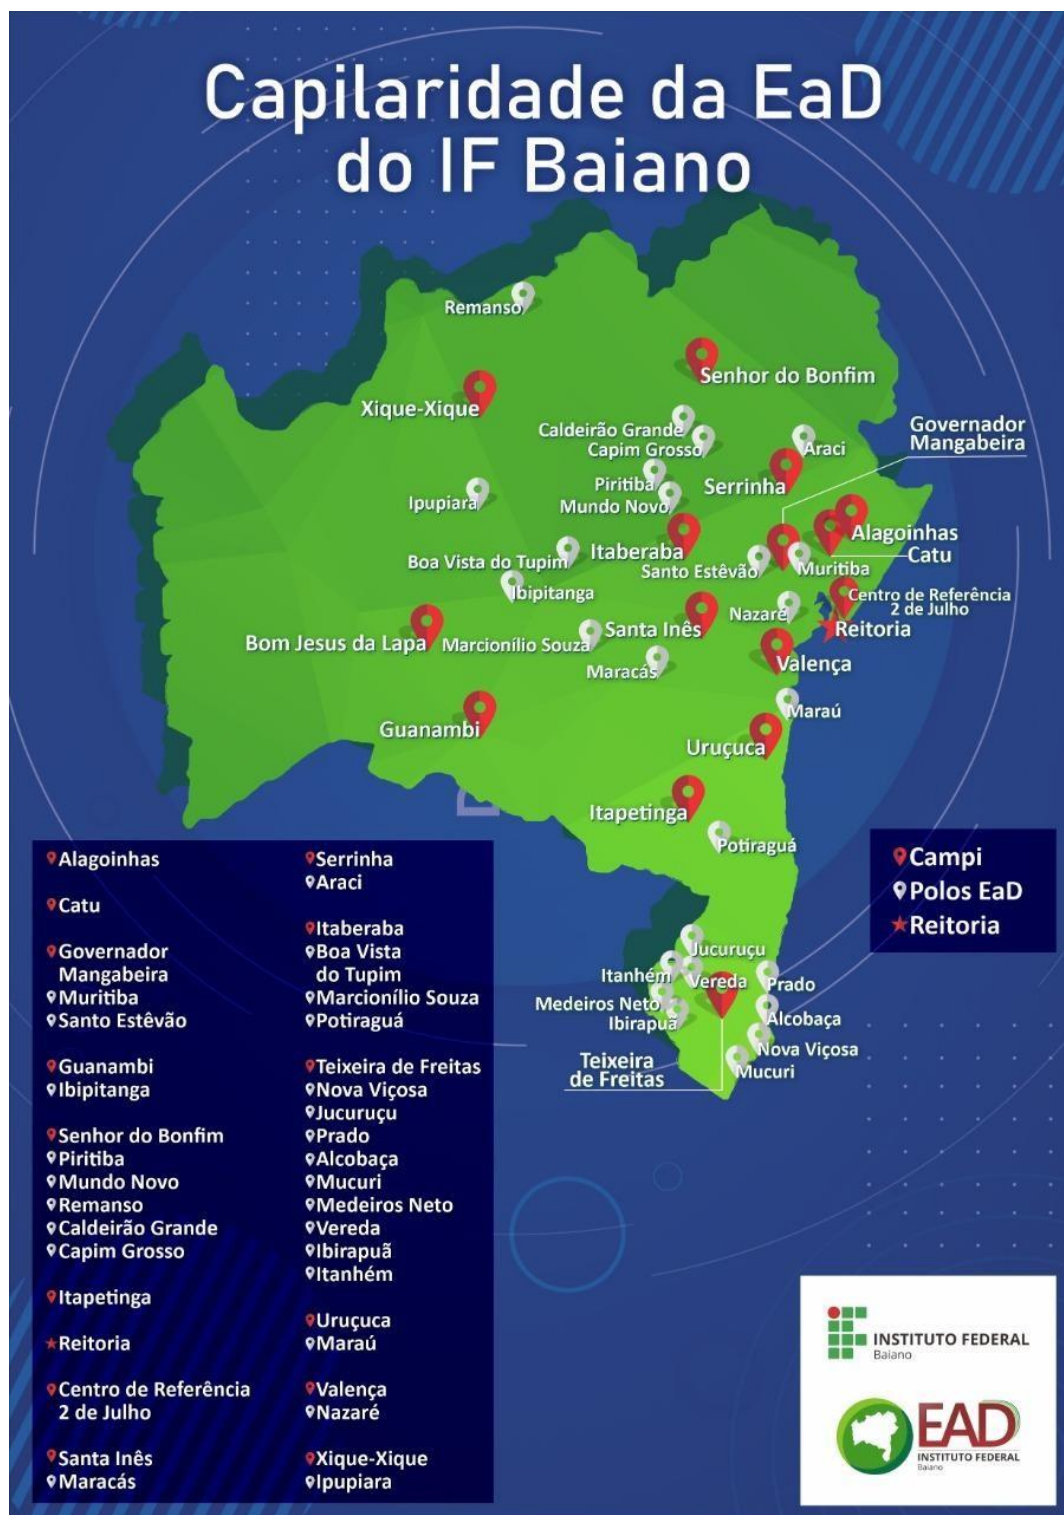 Capilaridade da EaD
do IF Baiano
Remanso
Senhor do Bonfim
Xique-Xique
Governador
Mangabeira
Caldeirão Grande
Capim Grosso
Araci
Piritiba
Serrinha
Ipupiara
Mundo Novo
Alagoinhas
Itaberaba
Catu
Boa Vista do Tupim
Santo Estêvão
Muritiba
Ibipitanga
Centro de Referência
2 de Julho
Nazaré
Santa Inês
Reitoria
Bom Jesus da Lapa
Marcionílio Souza
Maracás
Valença
Maraú
Guanambi
Uruçuca
Itapetinga
Potiraguá
Jucuruçu
Itanhém
Vereda
Prado
Medeiros Neto
Alcobaça
Ibirapuã
Nova Viçosa
Teixeira
de Freitas
Mucuri
Campi
Polos EaD
Reitoria
Alagoinhas
Catu
Governador
Mangabeira
Muritiba
Santo Estêvão
Guanambi
Ibipitanga
Senhor do Bonfim
Piritiba
Mundo Novo
Remanso
Caldeirão Grande
Capim Grosso
Itapetinga
Reitoria
Centro de Referência
2 de Julho
Santa Inês
Maracás
Serrinha
Araci
Itaberaba
Boa Vista
do Tupim
Marcionílio Souza
Potiraguá
Teixeira de Freitas
Nova Viçosa
Jucuruçu
Prado
Alcobaça
Mucuri
Medeiros Neto
Vereda
Ibirapuã
Itanhém
Uruçuca
Maraú
Valença
Nazaré
Xique-Xique
Ipupiara
INSTITUTO FEDERAL
Baiano
EAD
INSTITUTO FEDERAL
Baiano